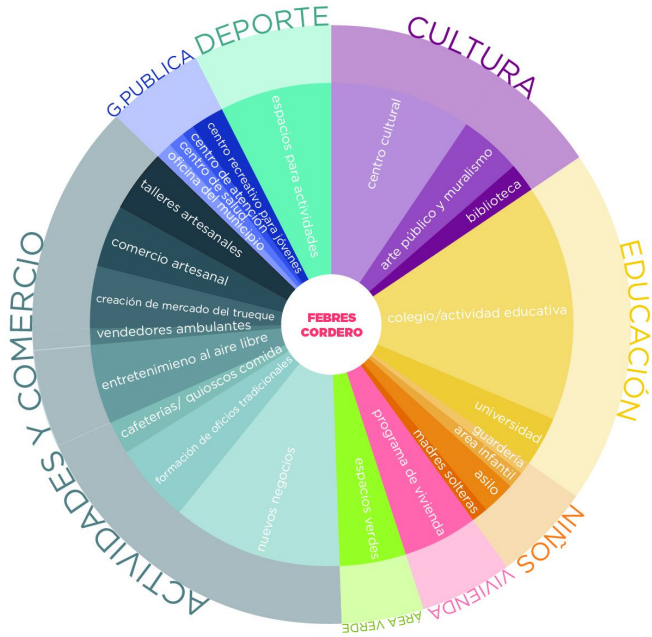 CULTURA
centro cultural
arte público y muralismo
biblioteca
EDUCACIÓN
colegio/actividad educativa
universidad
guardería
area infantil
NIÑOS
asilo
madres solteras
VIVIENDA
programa de vivienda
AREA VERDE
espacios verdes
ACTIVIDADES Y COMERCIO
nuevos negocios
formación de oficios tradicionales
cafeterías/ quioscos comida
entretenimieno al aire libre
vendedores ambulantes
creación de mercado del trueque
comercio artesanal
talleres artesanales
G.PUBLICA
oficina del municipio
centro de salud
centro de atención
centro recreativo para jóvenes
DEPORTE
espacios para actividades
FEBRES
CORDERO